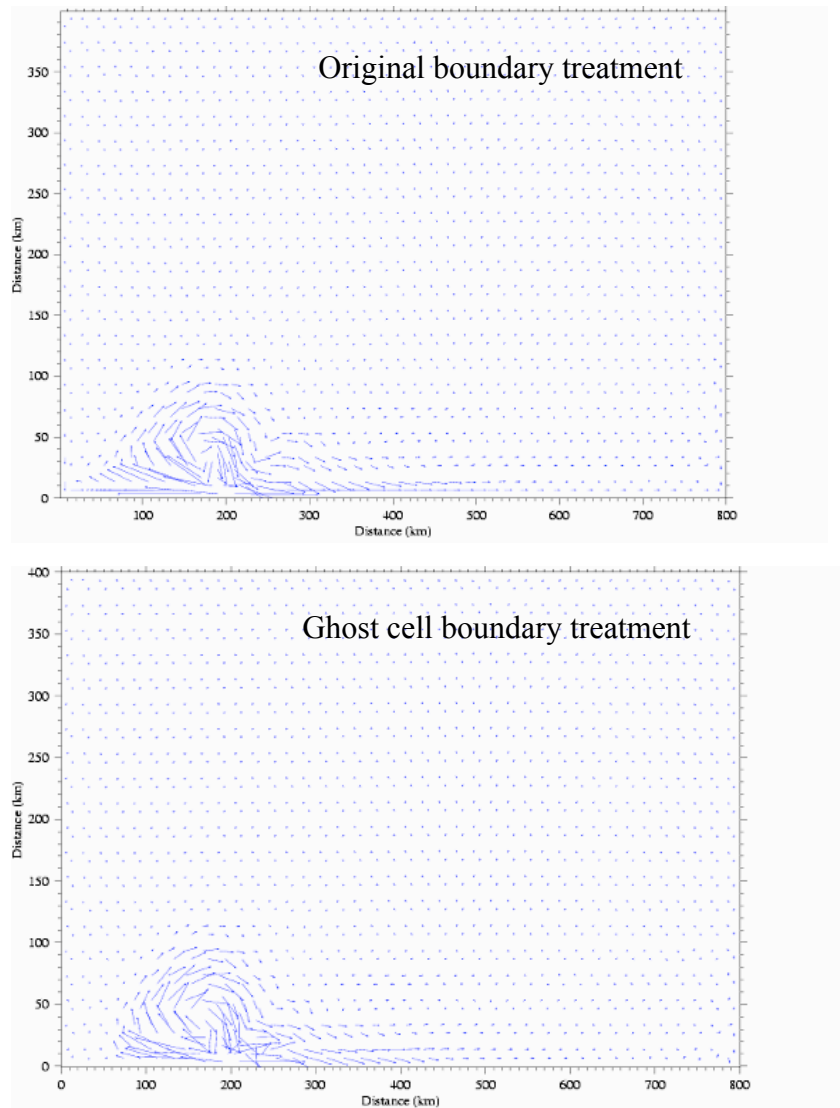 Original boundary treatment
350
300
250
200
150
100
50
0
Distance (km)
100 200 300 400 500 600 700 800
Distance (km)
Ghost cell boundary treatment
400
350
300
250
200
150
100
50
0
Distance (km)
0 100 200 300 400 500 600 700 800
Distance (km)